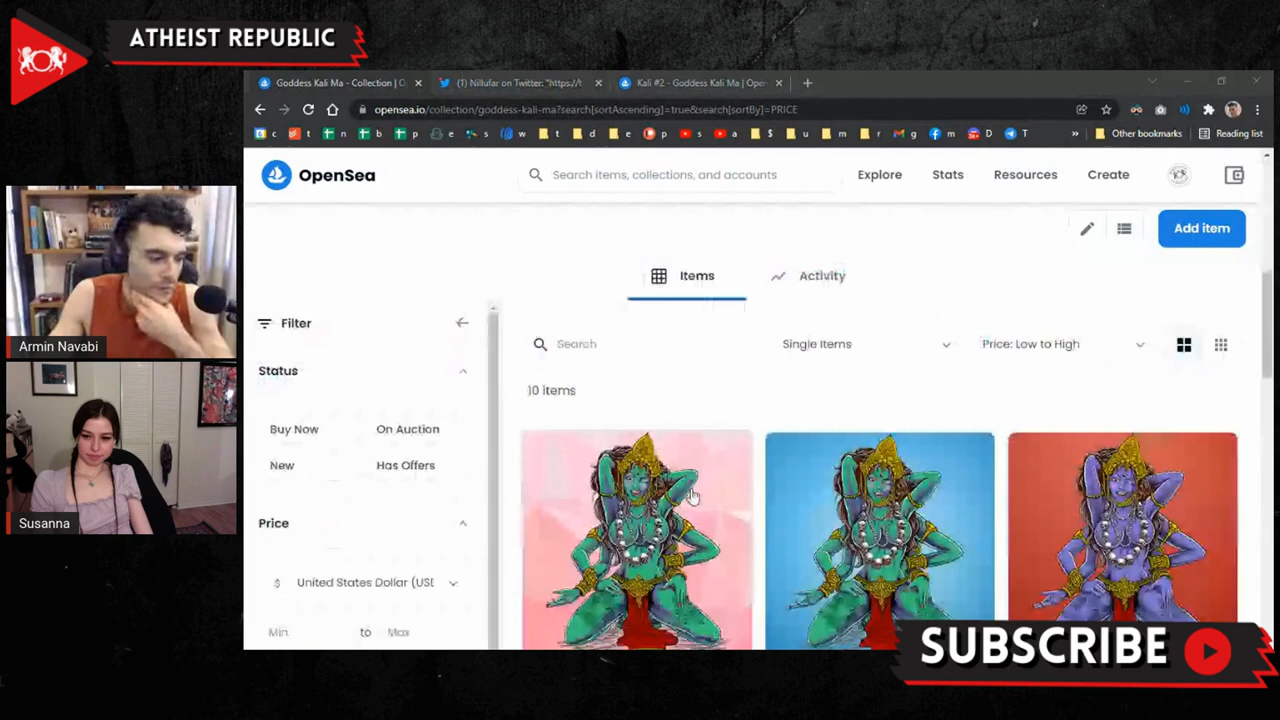 ATHEIST REPUBLIC
Goddess Kali Ma - Collection | O
(1) Nillufar on Twitter: "https://t
Kali #2 - Goddess Kali Ma | Open
opensea.io/collection/goddess-kali-ma?search[sortAscending]=true&search[sortBy]=PRICE
c t n b p e s w t d e p s a $ u m r g m D T » Other bookmarks Reading list
OpenSea
Search items, collections, and accounts
Explore Stats Resources Create
Add item
Items Activity
Filter
Search
Single Items
Price: Low to High
Status
10 items
Buy Now On Auction
New Has Offers
Price
$ United States Dollar (USD
Min to Max
Armin Navabi
Susanna
SUBSCRIBE